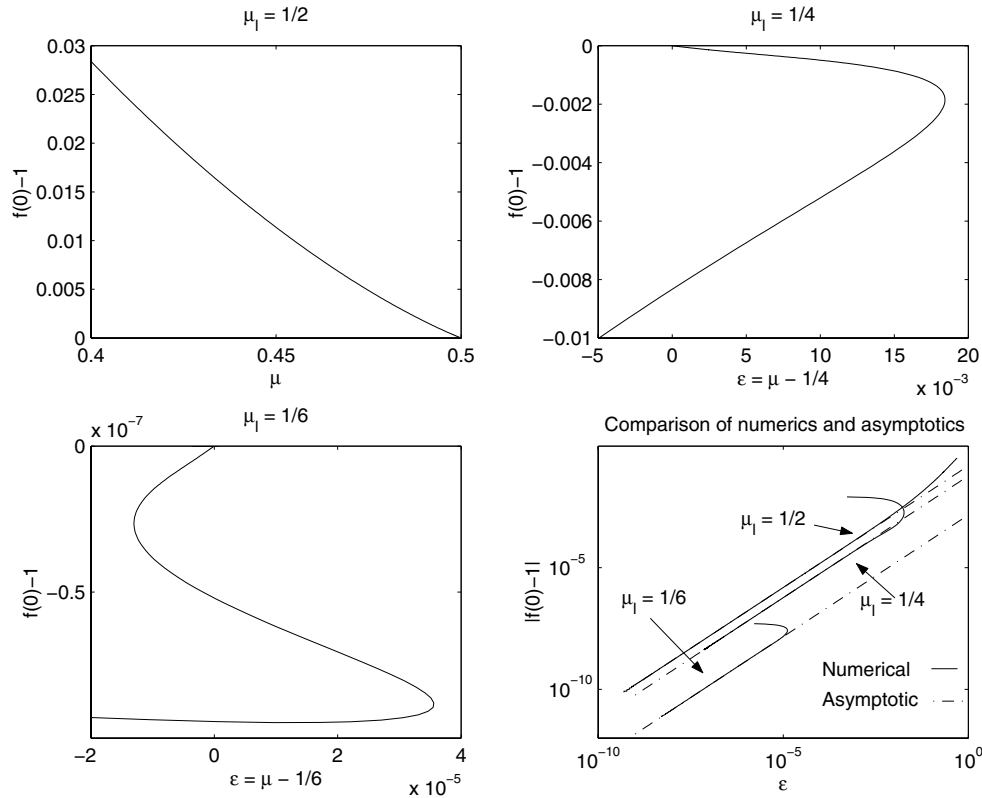 μ_l = 1/2
0.03
0.025
0.02
0.015
0.01
0.005
0
f(0)−1
0.4
0.45
0.5
μ
μ_l = 1/4
0
−0.002
−0.004
−0.006
−0.008
−0.01
f(0)−1
−5
0
5
10
15
20
ε = μ − 1/4
x 10^-3
μ_l = 1/6
x 10^-7
0
−0.5
f(0)−1
−2
0
2
4
ε = μ − 1/6
x 10^-5
Comparison of numerics and asymptotics
|f(0)−1|
10^-5
10^-10
μ_l = 1/2
μ_l = 1/6
μ_l = 1/4
Numerical
Asymptotic
10^-10
10^-5
10^0
ε